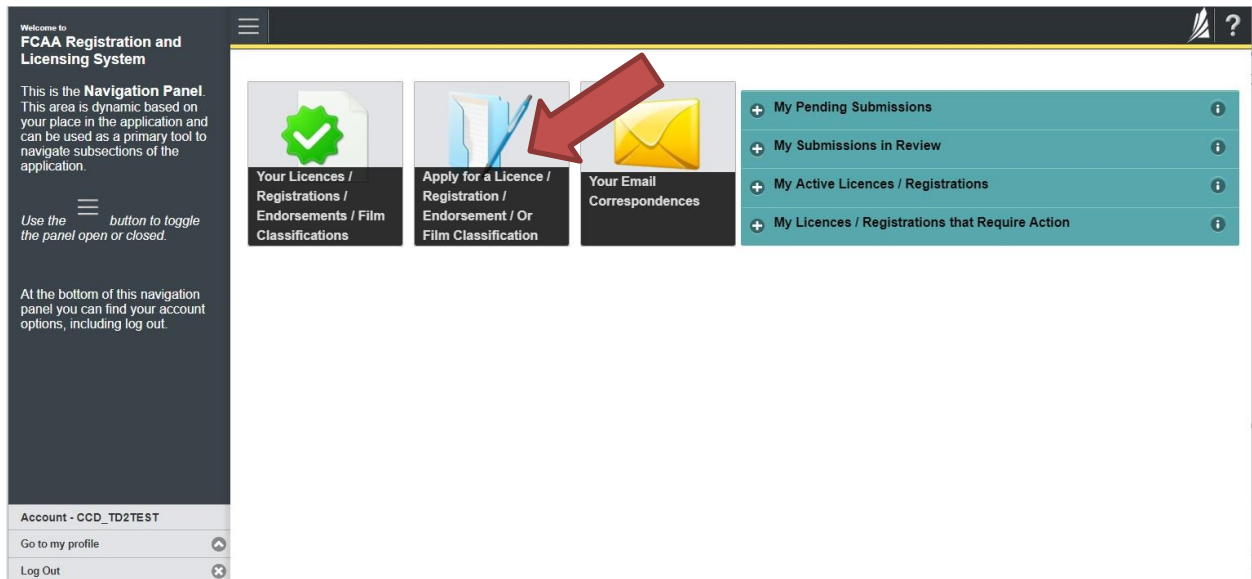 Welcome to
FCAA Registration and
Licensing System
This is the Navigation Panel.
This area is dynamic based on
your place in the application and
can be used as a primary tool to
navigate subsections of the
application.
Use the button to toggle
the panel open or closed.
At the bottom of this navigation
panel you can find your account
options, including log out.
Account - CCD_TD2TEST
Go to my profile
Log Out
?
Your Licences /
Registrations /
Endorsements / Film
Classifications
Apply for a Licence /
Registration /
Endorsement / Or
Film Classification
Your Email
Correspondences
My Pending Submissions
My Submissions in Review
My Active Licences / Registrations
My Licences / Registrations that Require Action